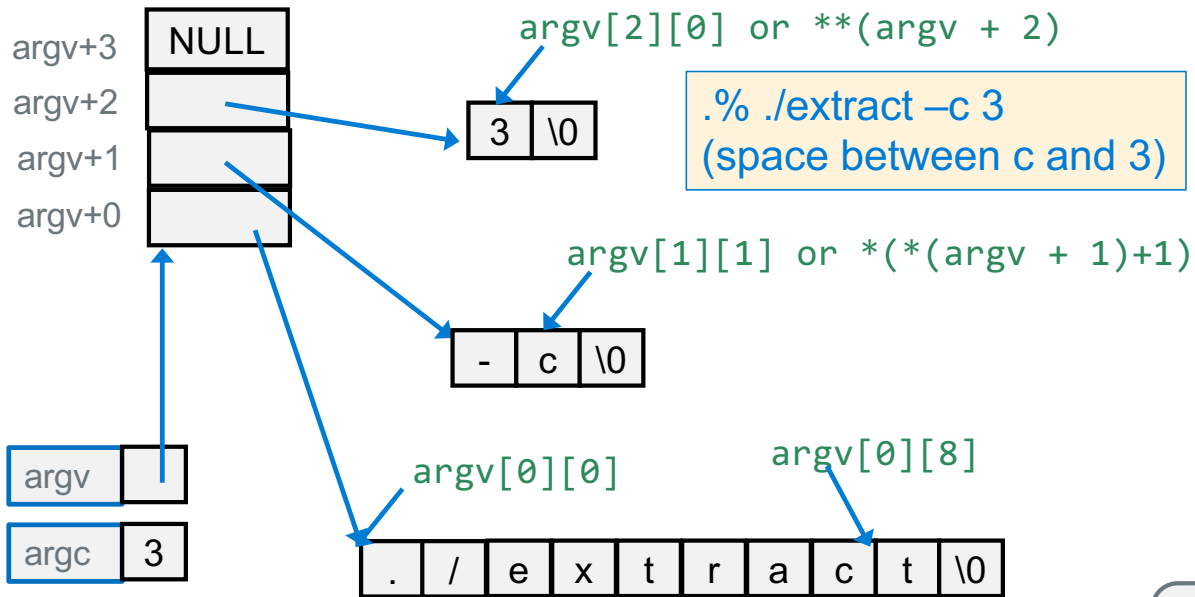 argv+3 NULL
argv[2][0] or **(argv + 2)
argv+2
3 \0
.% ./extract –c 3
(space between c and 3)
argv+1
argv+0
argv[1][1] or *(*(argv + 1)+1)
- c \0
argv
argv[0][0]
argv[0][8]
argc 3
. / e x t r a c t \0